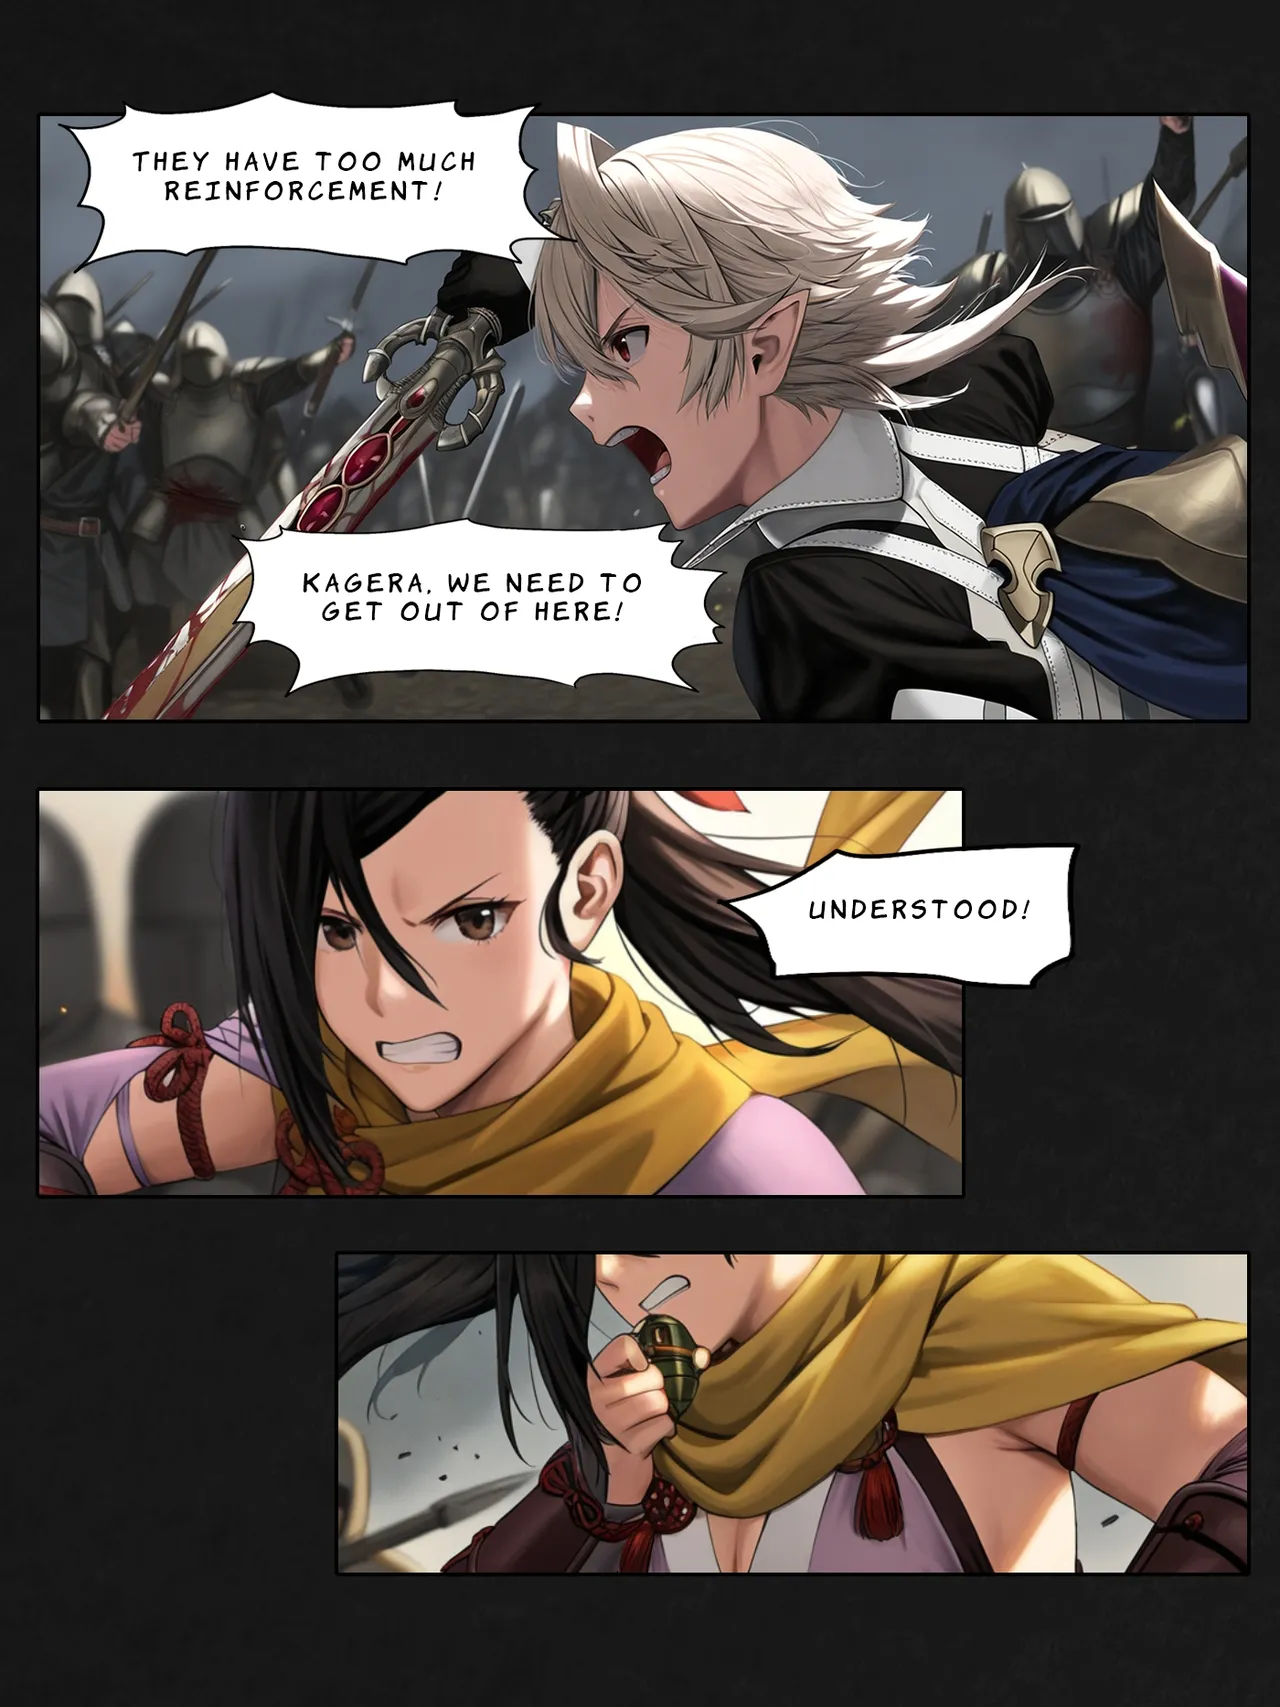 THEY HAVE TOO MUCH
REINFORCEMENT!
KAGERA, WE NEED TO
GET OUT OF HERE!
UNDERSTOOD!